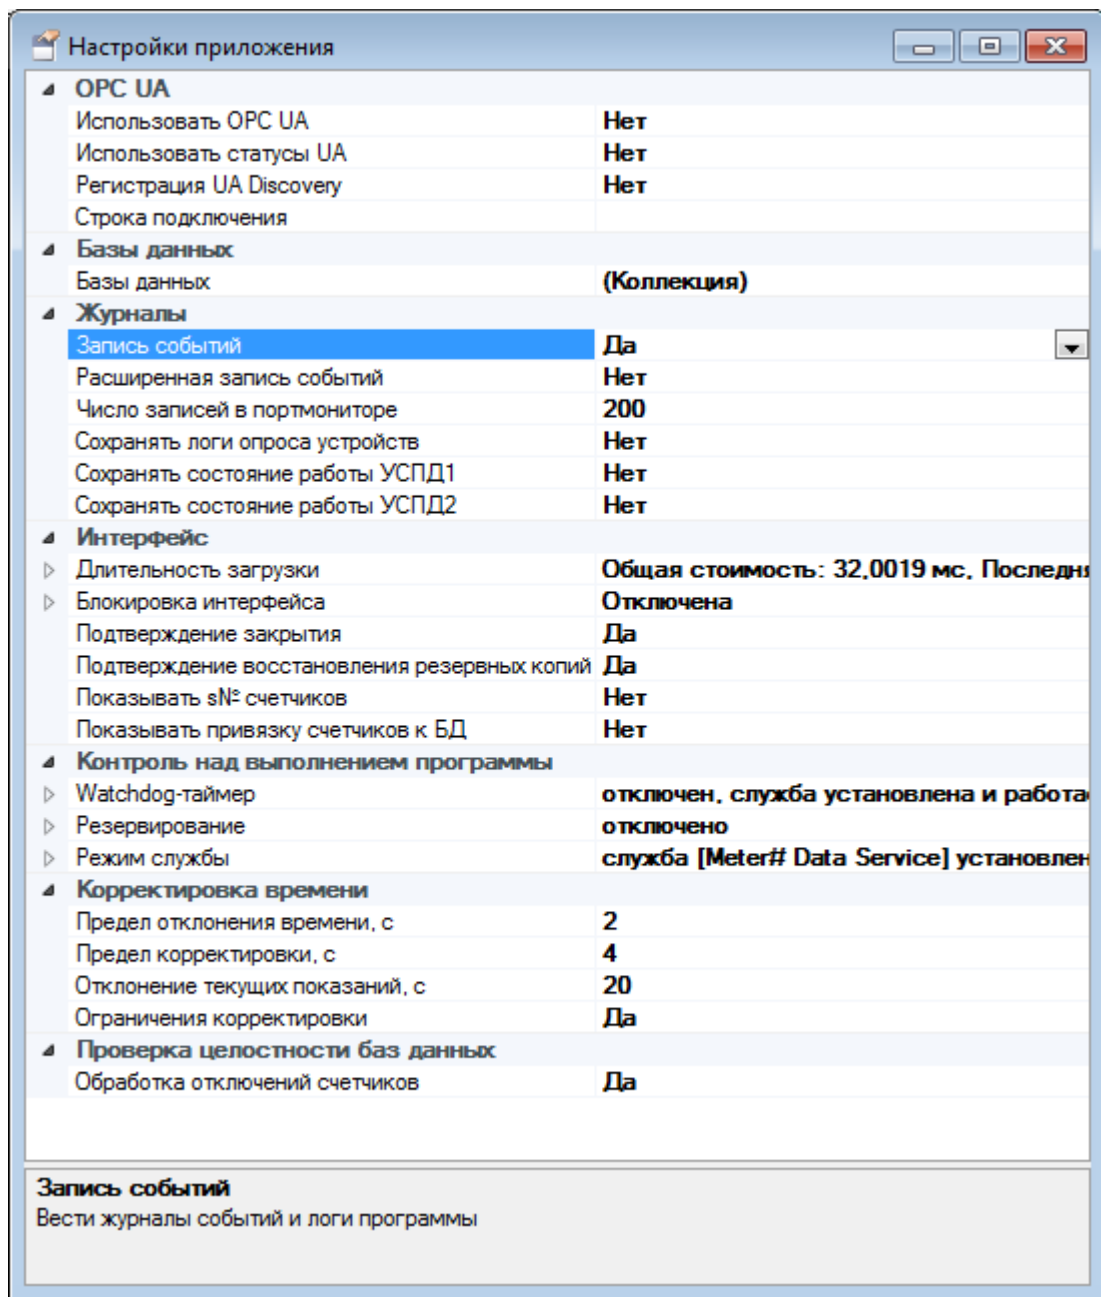 Настройки приложения
OPC UA
Использовать OPC UA Нет
Использовать статусы UA Нет
Регистрация UA Discovery Нет
Строка подключения
Базы данных
Базы данных (Коллекция)
Журналы
Запись событий Да
Расширенная запись событий Нет
Число записей в портмониторе 200
Сохранять логи опроса устройств Нет
Сохранять состояние работы УСПД1 Нет
Сохранять состояние работы УСПД2 Нет
Интерфейс
Длительность загрузки Общая стоимость: 32,0019 мс, Последня
Блокировка интерфейса Отключена
Подтверждение закрытия Да
Подтверждение восстановления резервных копий Да
Показывать s№ счетчиков Нет
Показывать привязку счетчиков к БД Нет
Контроль над выполнением программы
Watchdog-таймер отключен, служба установлена и работа
Резервирование отключено
Режим службы служба [Meter# Data Service] установлен
Корректировка времени
Предел отклонения времени, с 2
Предел корректировки, с 4
Отклонение текущих показаний, с 20
Ограничения корректировки Да
Проверка целостности баз данных
Обработка отключений счетчиков Да
Запись событий
Вести журналы событий и логи программы